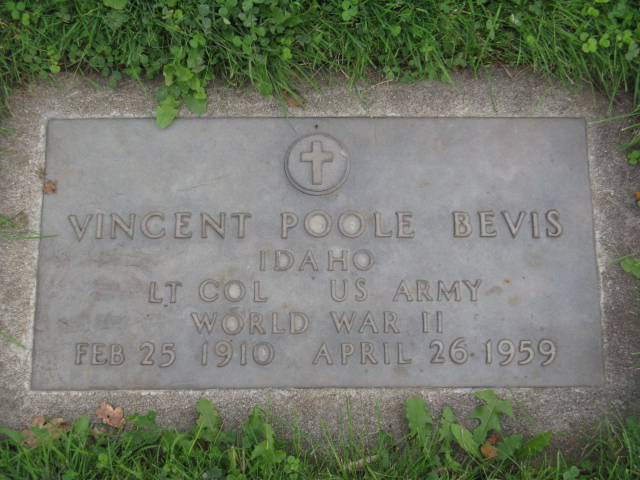 VINCENT POOLE BEVIS
IDAHO
LT COL US ARMY
WORLD WAR II
FEB 25 1910 APRIL 26 1959